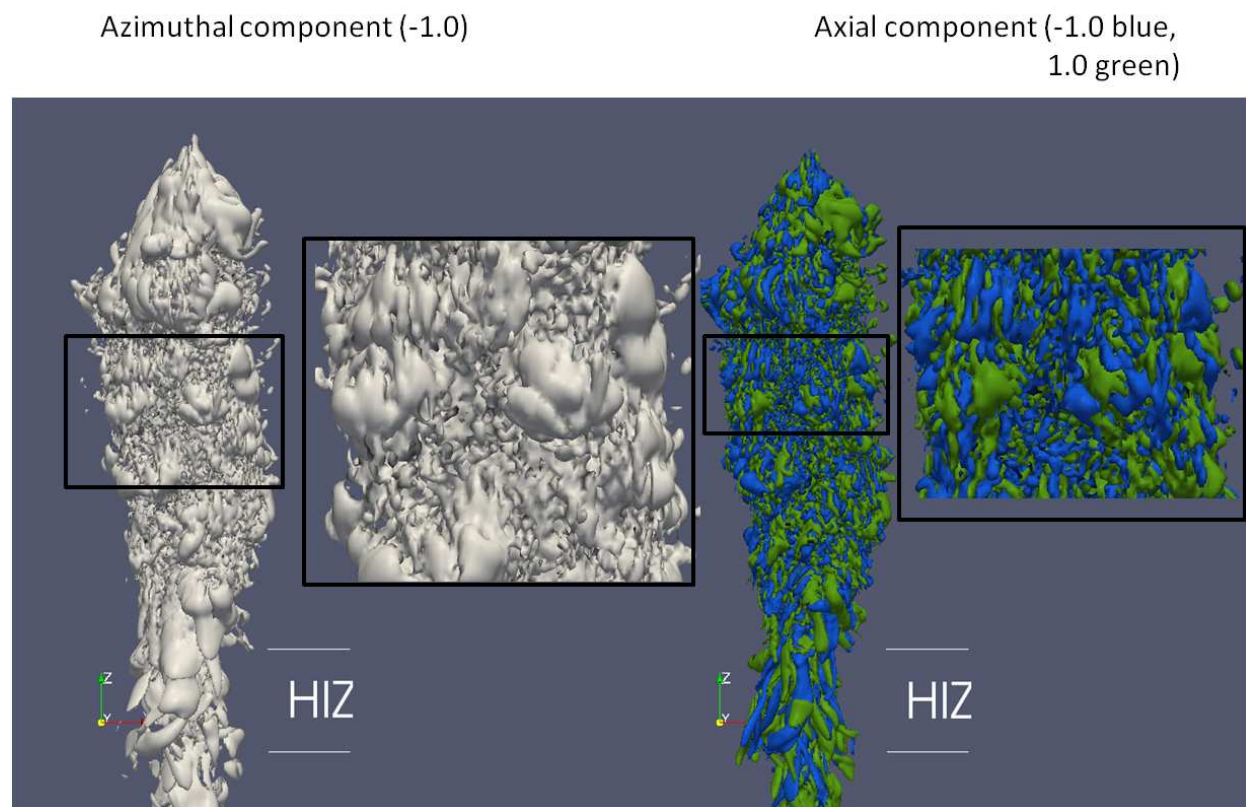 Azimuthal component (-1.0)
Axial component (-1.0 blue,
1.0 green)
HIZ
HIZ
Z
Y
Z
Y